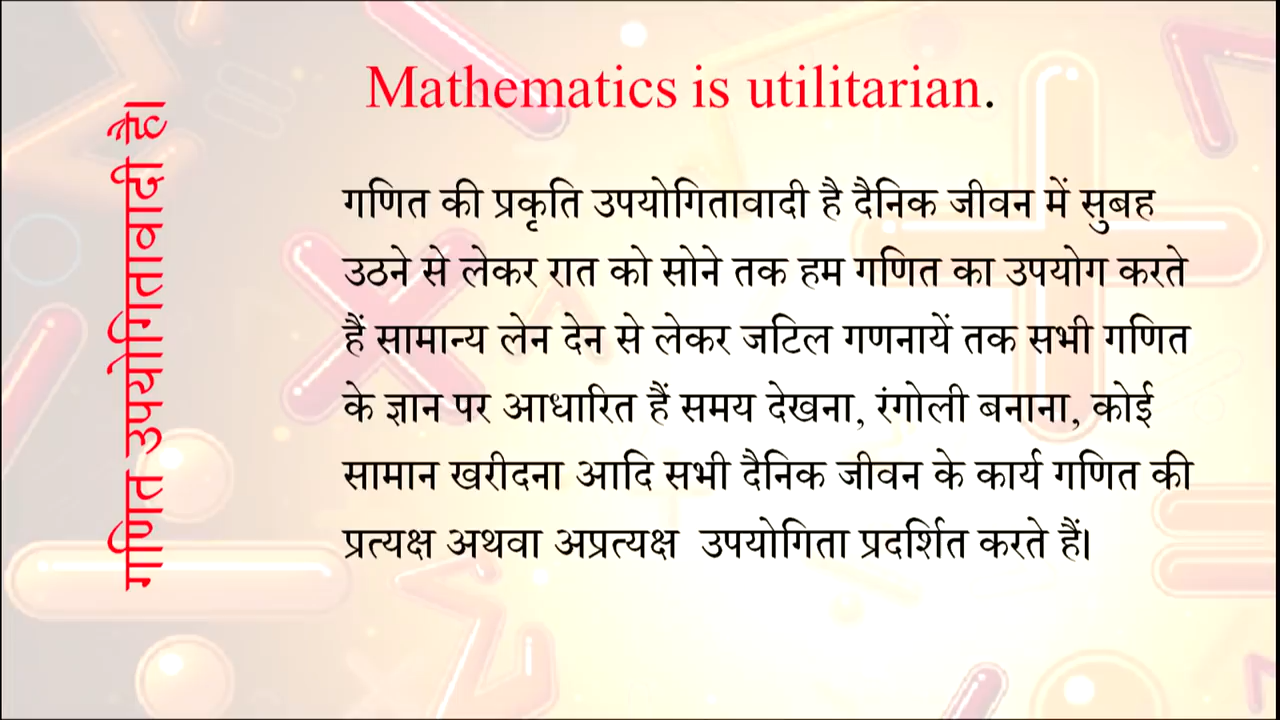 Mathematics is utilitarian.
गणित उपयोगितावादी है।
गणित की प्रकृति उपयोगितावादी है दैनिक जीवन में सुबह
उठने से लेकर रात को सोने तक हम गणित का उपयोग करते
हैं सामान्य लेन देन से लेकर जटिल गणनायें तक सभी गणित
के ज्ञान पर आधारित हैं समय देखना, रंगोली बनाना, कोई
सामान खरीदना आदि सभी दैनिक जीवन के कार्य गणित की
प्रत्यक्ष अथवा अप्रत्यक्ष उपयोगिता प्रदर्शित करते हैं।